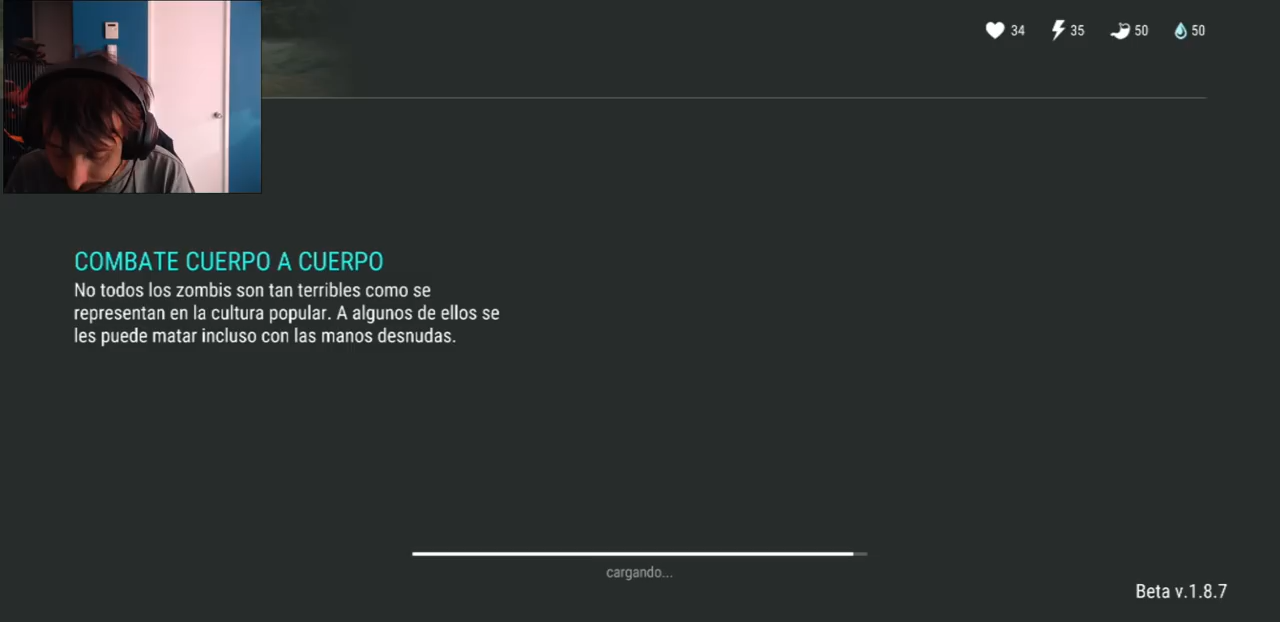 34 35 50 50
COMBATE CUERPO A CUERPO
No todos los zombis son tan terribles como se
representan en la cultura popular. A algunos de ellos se
les puede matar incluso con las manos desnudas.
cargando...
Beta v.1.8.7